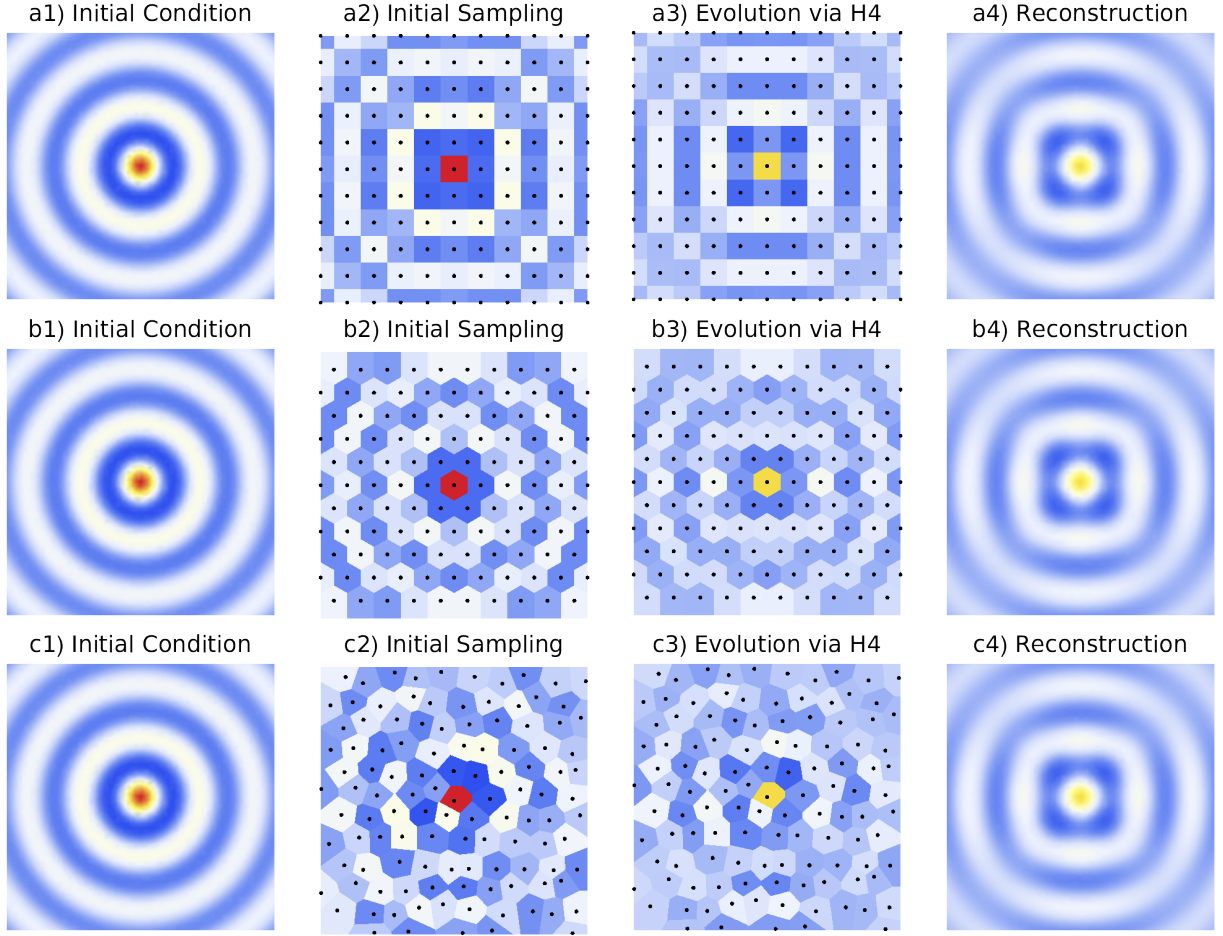 a1) Initial Condition
a2) Initial Sampling
a3) Evolution via H4
a4) Reconstruction
b1) Initial Condition
b2) Initial Sampling
b3) Evolution via H4
b4) Reconstruction
c1) Initial Condition
c2) Initial Sampling
c3) Evolution via H4
c4) Reconstruction